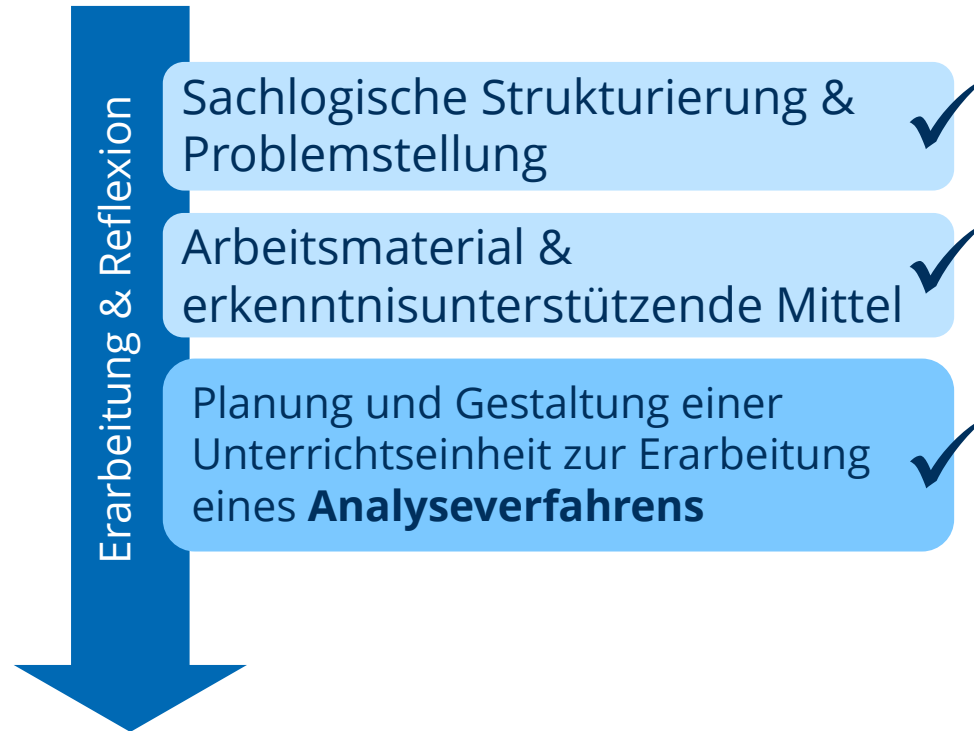 Erarbeitung & Reflexion
Sachlogische Strukturierung &
Problemstellung
Arbeitsmaterial &
erkenntnisunterstützende Mittel
Planung und Gestaltung einer
Unterrichtseinheit zur Erarbeitung
eines Analyseverfahrens